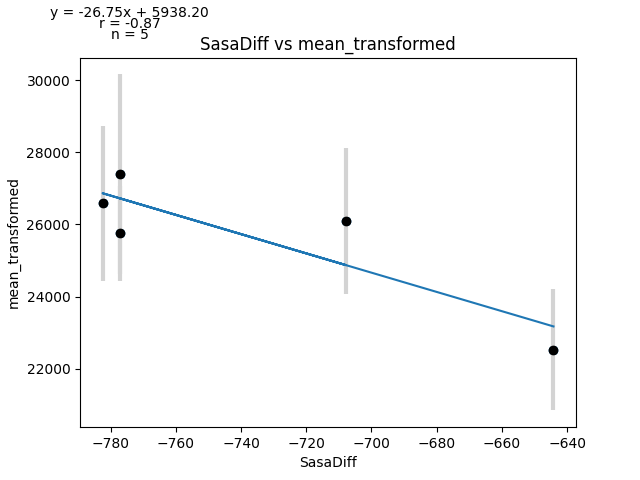 y = -26.75x + 5938.20
r = -0.87
n = 5
SasaDiff vs mean_transformed
30000
28000
26000
24000
22000
mean_transformed
−780
−760
−740
−720
−700
−680
−660
−640
SasaDiff